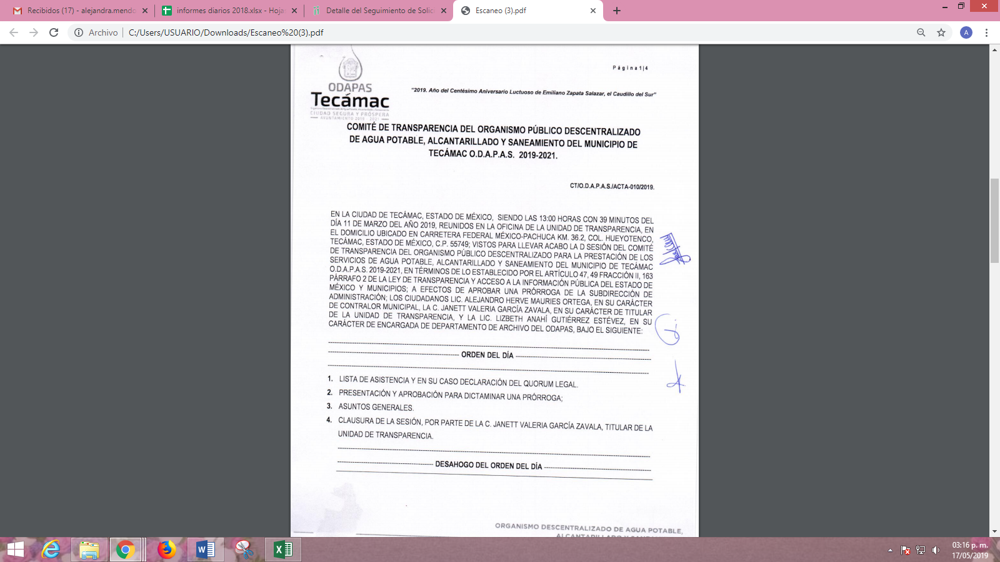 Recibidos (17) - alejandra.mendo
informes diarios 2018.xlsx - Hoja
Detalle del Seguimiento de Solic
Escaneo (3).pdf
Archivo
C:/Users/USUARIO/Downloads/Escaneo%20(3).pdf
A
Página 1|4
ODAPAS
Tecámac
CIUDAD SEGURA Y PRÓSPERA
AYUNTAMIENTO 2019 - 2021
"2019. Año del Centésimo Aniversario Luctuoso de Emiliano Zapata Salazar, el Caudillo del Sur"
COMITÉ DE TRANSPARENCIA DEL ORGANISMO PÚBLICO DESCENTRALIZADO
DE AGUA POTABLE, ALCANTARILLADO Y SANEAMIENTO DEL MUNICIPIO DE
TECÁMAC O.D.A.P.A.S. 2019-2021.
CT/O.D.A.P.A.S./ACTA-010/2019.
EN LA CIUDAD DE TECÁMAC, ESTADO DE MÉXICO, SIENDO LAS 13:00 HORAS CON 39 MINUTOS DEL
DÍA 11 DE MARZO DEL AÑO 2019, REUNIDOS EN LA OFICINA DE LA UNIDAD DE TRANSPARENCIA, EN
EL DOMICILIO UBICADO EN CARRETERA FEDERAL MÉXICO-PACHUCA KM. 36.2, COL. HUEYOTENCO,
TECÁMAC, ESTADO DE MÉXICO, C.P. 55749; VISTOS PARA LLEVAR ACABO LA D SESIÓN DEL COMITÉ
DE TRANSPARENCIA DEL ORGANISMO PÚBLICO DESCENTRALIZADO PARA LA PRESTACIÓN DE LOS
SERVICIOS DE AGUA POTABLE, ALCANTARILLADO Y SANEAMIENTO DEL MUNICIPIO DE TECÁMAC
O.D.A.P.A.S. 2019-2021, EN TÉRMINOS DE LO ESTABLECIDO POR EL ARTÍCULO 47, 49 FRACCIÓN II, 163
PÁRRAFO 2 DE LA LEY DE TRANSPARENCIA Y ACCESO A LA INFORMACIÓN PÚBLICA DEL ESTADO DE
MÉXICO Y MUNICIPIOS; A EFECTOS DE APROBAR UNA PRÓRROGA DE LA SUBDIRECCIÓN DE
ADMINISTRACIÓN; LOS CIUDADANOS LIC. ALEJANDRO HERVE MAURIES ORTEGA, EN SU CARÁCTER
DE CONTRALOR MUNICIPAL, LA C. JANETT VALERIA GARCÍA ZAVALA, EN SU CARÁCTER DE TITULAR
DE LA UNIDAD DE TRANSPARENCIA, Y LA LIC. LIZBETH ANAHÍ GUTIÉRREZ ESTÉVEZ, EN SU
CARÁCTER DE ENCARGADA DE DEPARTAMENTO DE ARCHIVO DEL ODAPAS, BAJO EL SIGUIENTE:
ORDEN DEL DÍA
1. LISTA DE ASISTENCIA Y EN SU CASO DECLARACIÓN DEL QUORUM LEGAL.
2. PRESENTACIÓN Y APROBACIÓN PARA DICTAMINAR UNA PRÓRROGA;
3. ASUNTOS GENERALES.
4. CLAUSURA DE LA SESIÓN, POR PARTE DE LA C. JANETT VALERIA GARCÍA ZAVALA, TITULAR DE LA
UNIDAD DE TRANSPARENCIA.
DESAHOGO DEL ORDEN DEL DÍA
ORGANISMO DESCENTRALIZADO DE AGUA POTABLE,
03:16 p. m.
17/05/2019